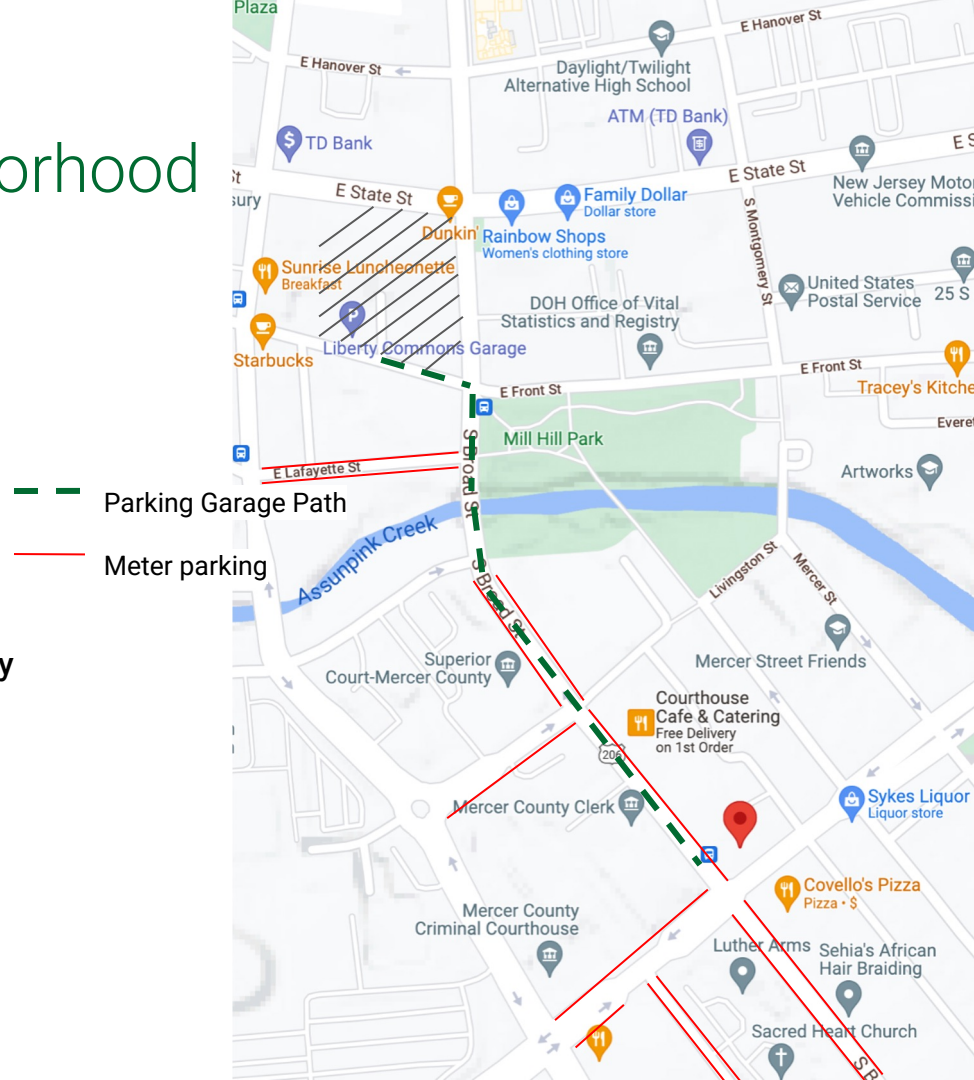 Plaza
E Hanover St
E Hanover St
Daylight/Twilight
Alternative High School
ATM (TD Bank)
TD Bank
orhood
E State St
E State St
E S
New Jersey Motor
Vehicle Commissi
St
sury
Family Dollar
Dollar store
Dunkin'
Rainbow Shops
Women's clothing store
S Montgomery St
Sunrise Luncheonette
Breakfast
United States
Postal Service
25 S
DOH Office of Vital
Statistics and Registry
P
Liberty Commons Garage
Starbucks
E Front St
E Front St
Tracey's Kitche
Everet
Mill Hill Park
S Broad St
E Lafayette St
Artworks
Parking Garage Path
Assunpink Creek
Meter parking
Livingston St
Mercer St
S Broad St
y
Superior
Court-Mercer County
Mercer Street Friends
Courthouse
Cafe & Catering
Free Delivery
on 1st Order
206
Mercer County Clerk
Sykes Liquor
Liquor store
Covello's Pizza
Pizza • $
Mercer County
Criminal Courthouse
Luther Arms
Sehia's African
Hair Braiding
Sacred Heart Church
S B